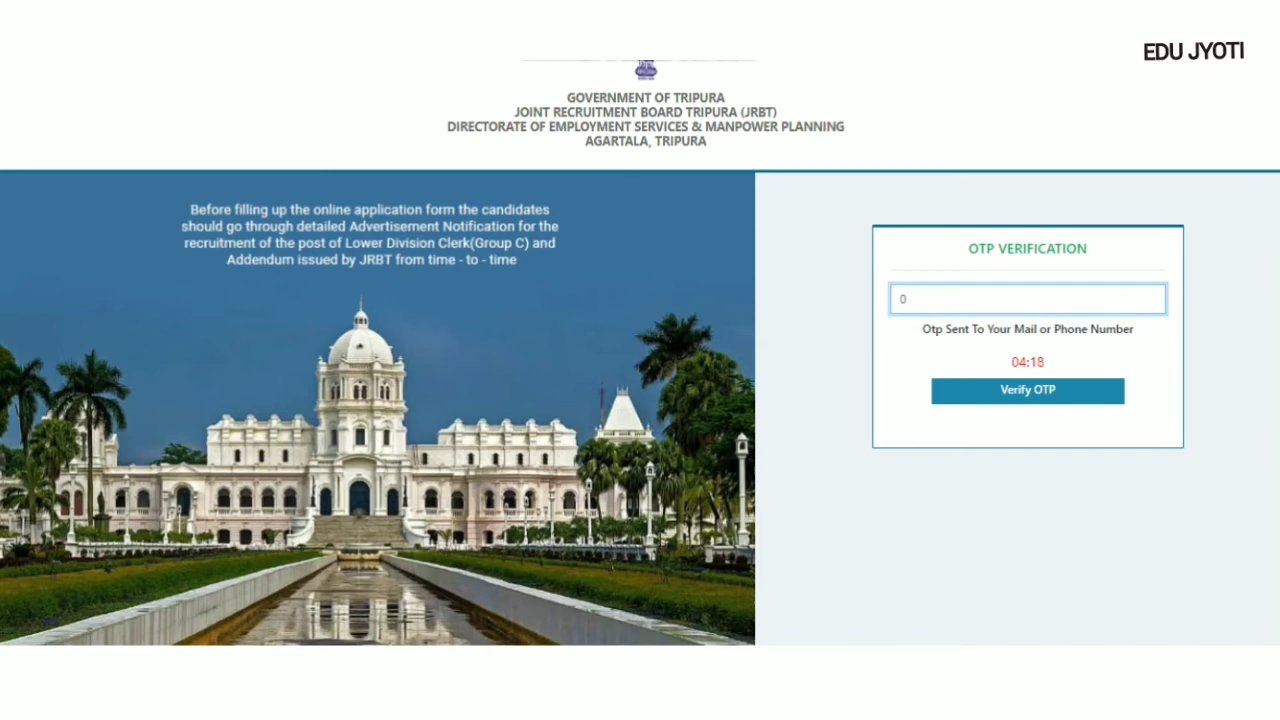 EDU JYOTI
GOVERNMENT OF TRIPURA
JOINT RECRUITMENT BOARD TRIPURA (JRBT)
DIRECTORATE OF EMPLOYMENT SERVICES & MANPOWER PLANNING
AGARTALA, TRIPURA
Before filling up the online application form the candidates
should go through detailed Advertisement Notification for the
recruitment of the post of Lower Division Clerk(Group C) and
Addendum issued by JRBT from time - to - time
OTP VERIFICATION
0
Otp Sent To Your Mail or Phone Number
04:18
Verify OTP